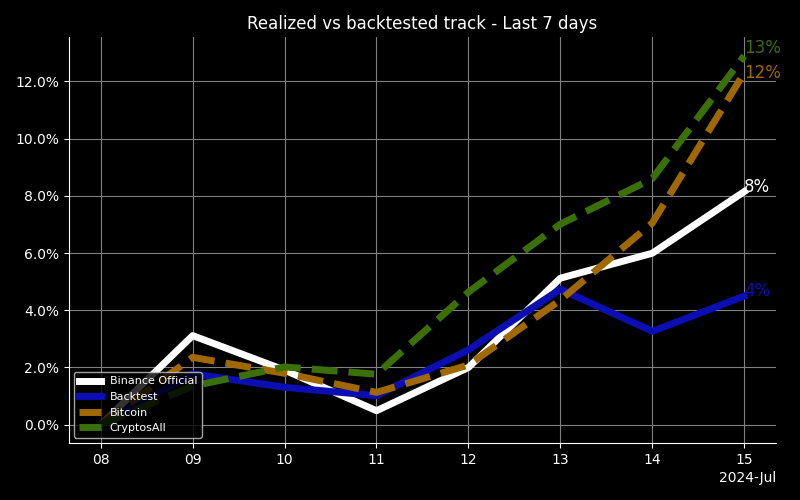 Realized vs backtested track - Last 7 days
13%
12%
8%
4%
12.0%
10.0%
8.0%
6.0%
4.0%
2.0%
0.0%
Binance Official
Backtest
Bitcoin
CryptosAll
08 09 10 11 12 13 14 15
2024-Jul